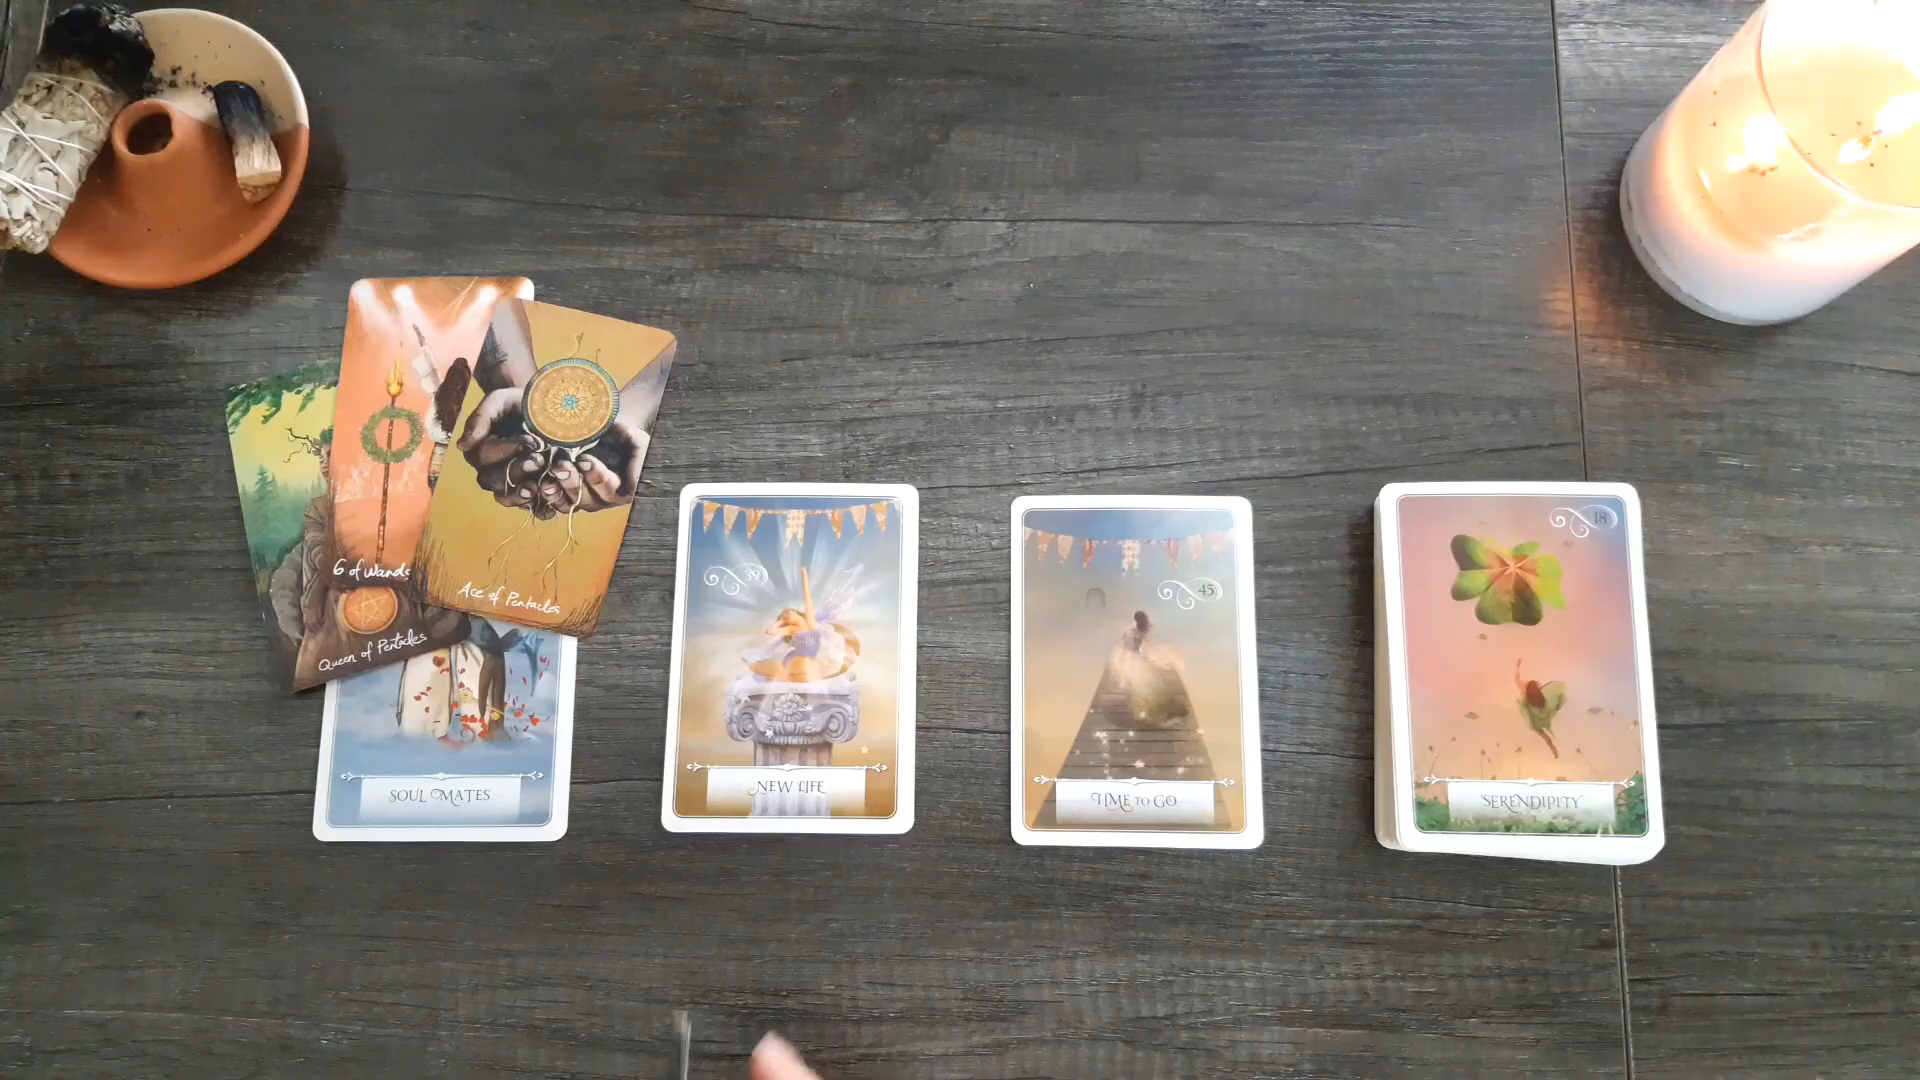 6 of Wands
Ace of Pentacles
Queen of Pentacles
SOUL MATES
39
NEW LIFE
45
TIME TO GO
18
SERENDIPITY